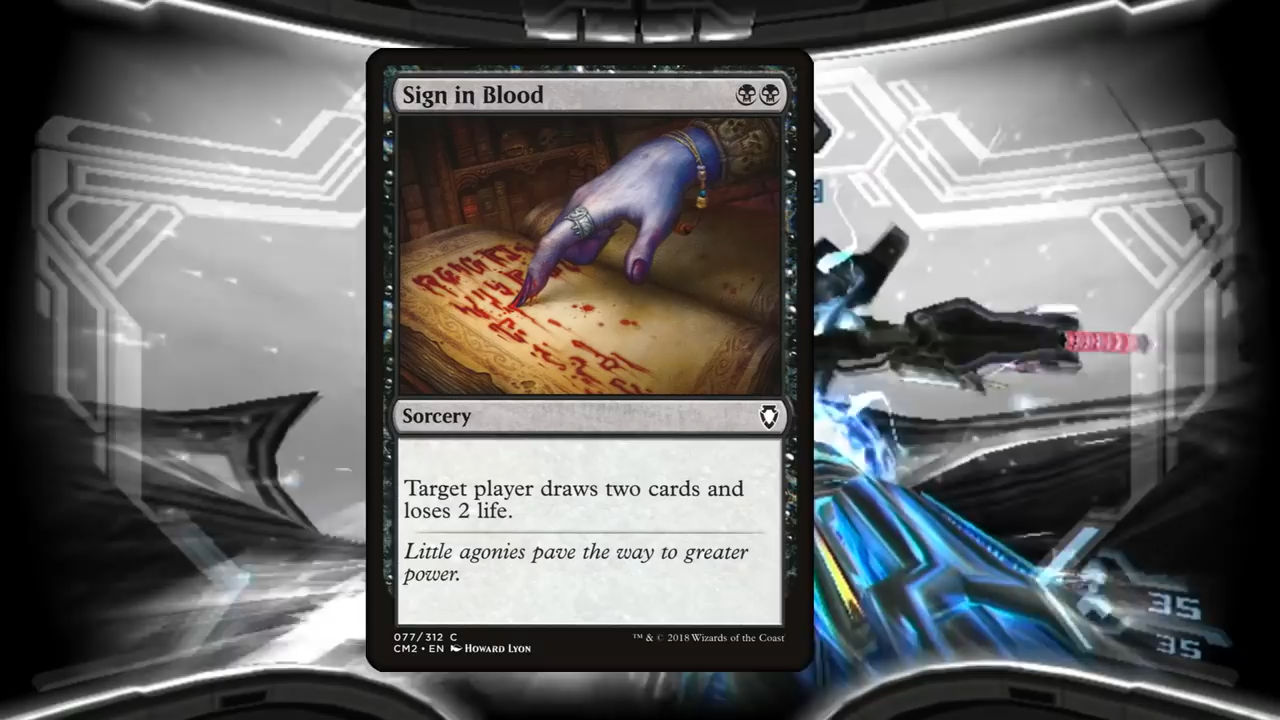 Sign in Blood
Sorcery
Target player draws two cards and
loses 2 life.
Little agonies pave the way to greater
power.
077/312 C
CM2 • EN Howard Lyon
™ & © 2018 Wizards of the Coast
35
35